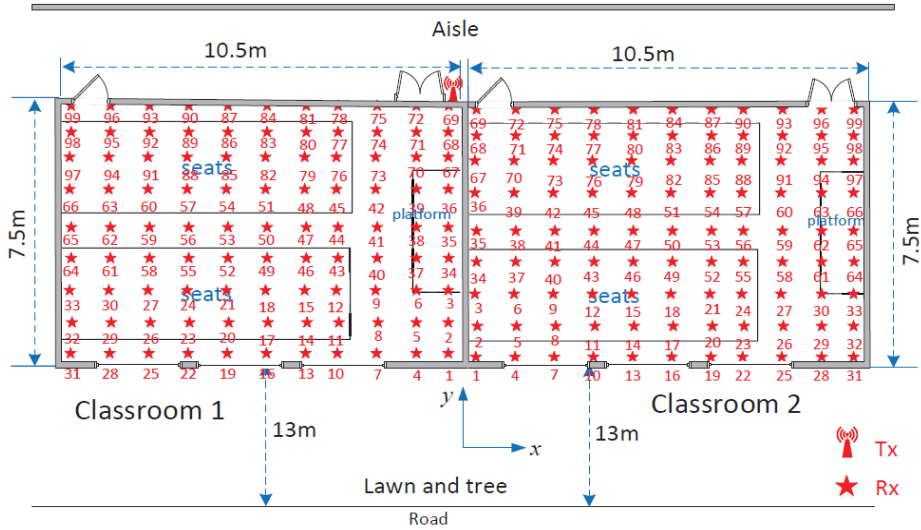 Aisle
10.5m 10.5m
99 96 93 90 87 84 81 78 75 72 69 69 72 75 78 81 84 87 90 93 96 99
98 95 92 89 86 83 80 77 74 71 68 68 71 74 77 80 83 86 89 92 95 98
seats seats
97 94 91 88 85 82 79 76 73 70 67 67 70 73 76 79 82 85 88 91 94 97
66 63 60 57 54 51 48 45 42 39 36 36 39 42 45 48 51 54 57 60 63 66
platform platform
7.5m 7.5m
65 62 59 56 53 50 47 44 41 38 35 35 38 41 44 47 50 53 56 59 62 65
64 61 58 55 52 49 46 43 40 37 34 34 37 40 43 46 49 52 55 58 61 64
seats seats
33 30 27 24 21 18 15 12 9 6 3 3 6 9 12 15 18 21 24 27 30 33
32 29 26 23 20 17 14 11 8 5 2 2 5 8 11 14 17 20 23 26 29 32
31 28 25 22 19 16 13 10 7 4 1 1 4 7 10 13 16 19 22 25 28 31
Classroom 1 y Classroom 2
13m x 13m
Tx
Lawn and tree Rx
Road